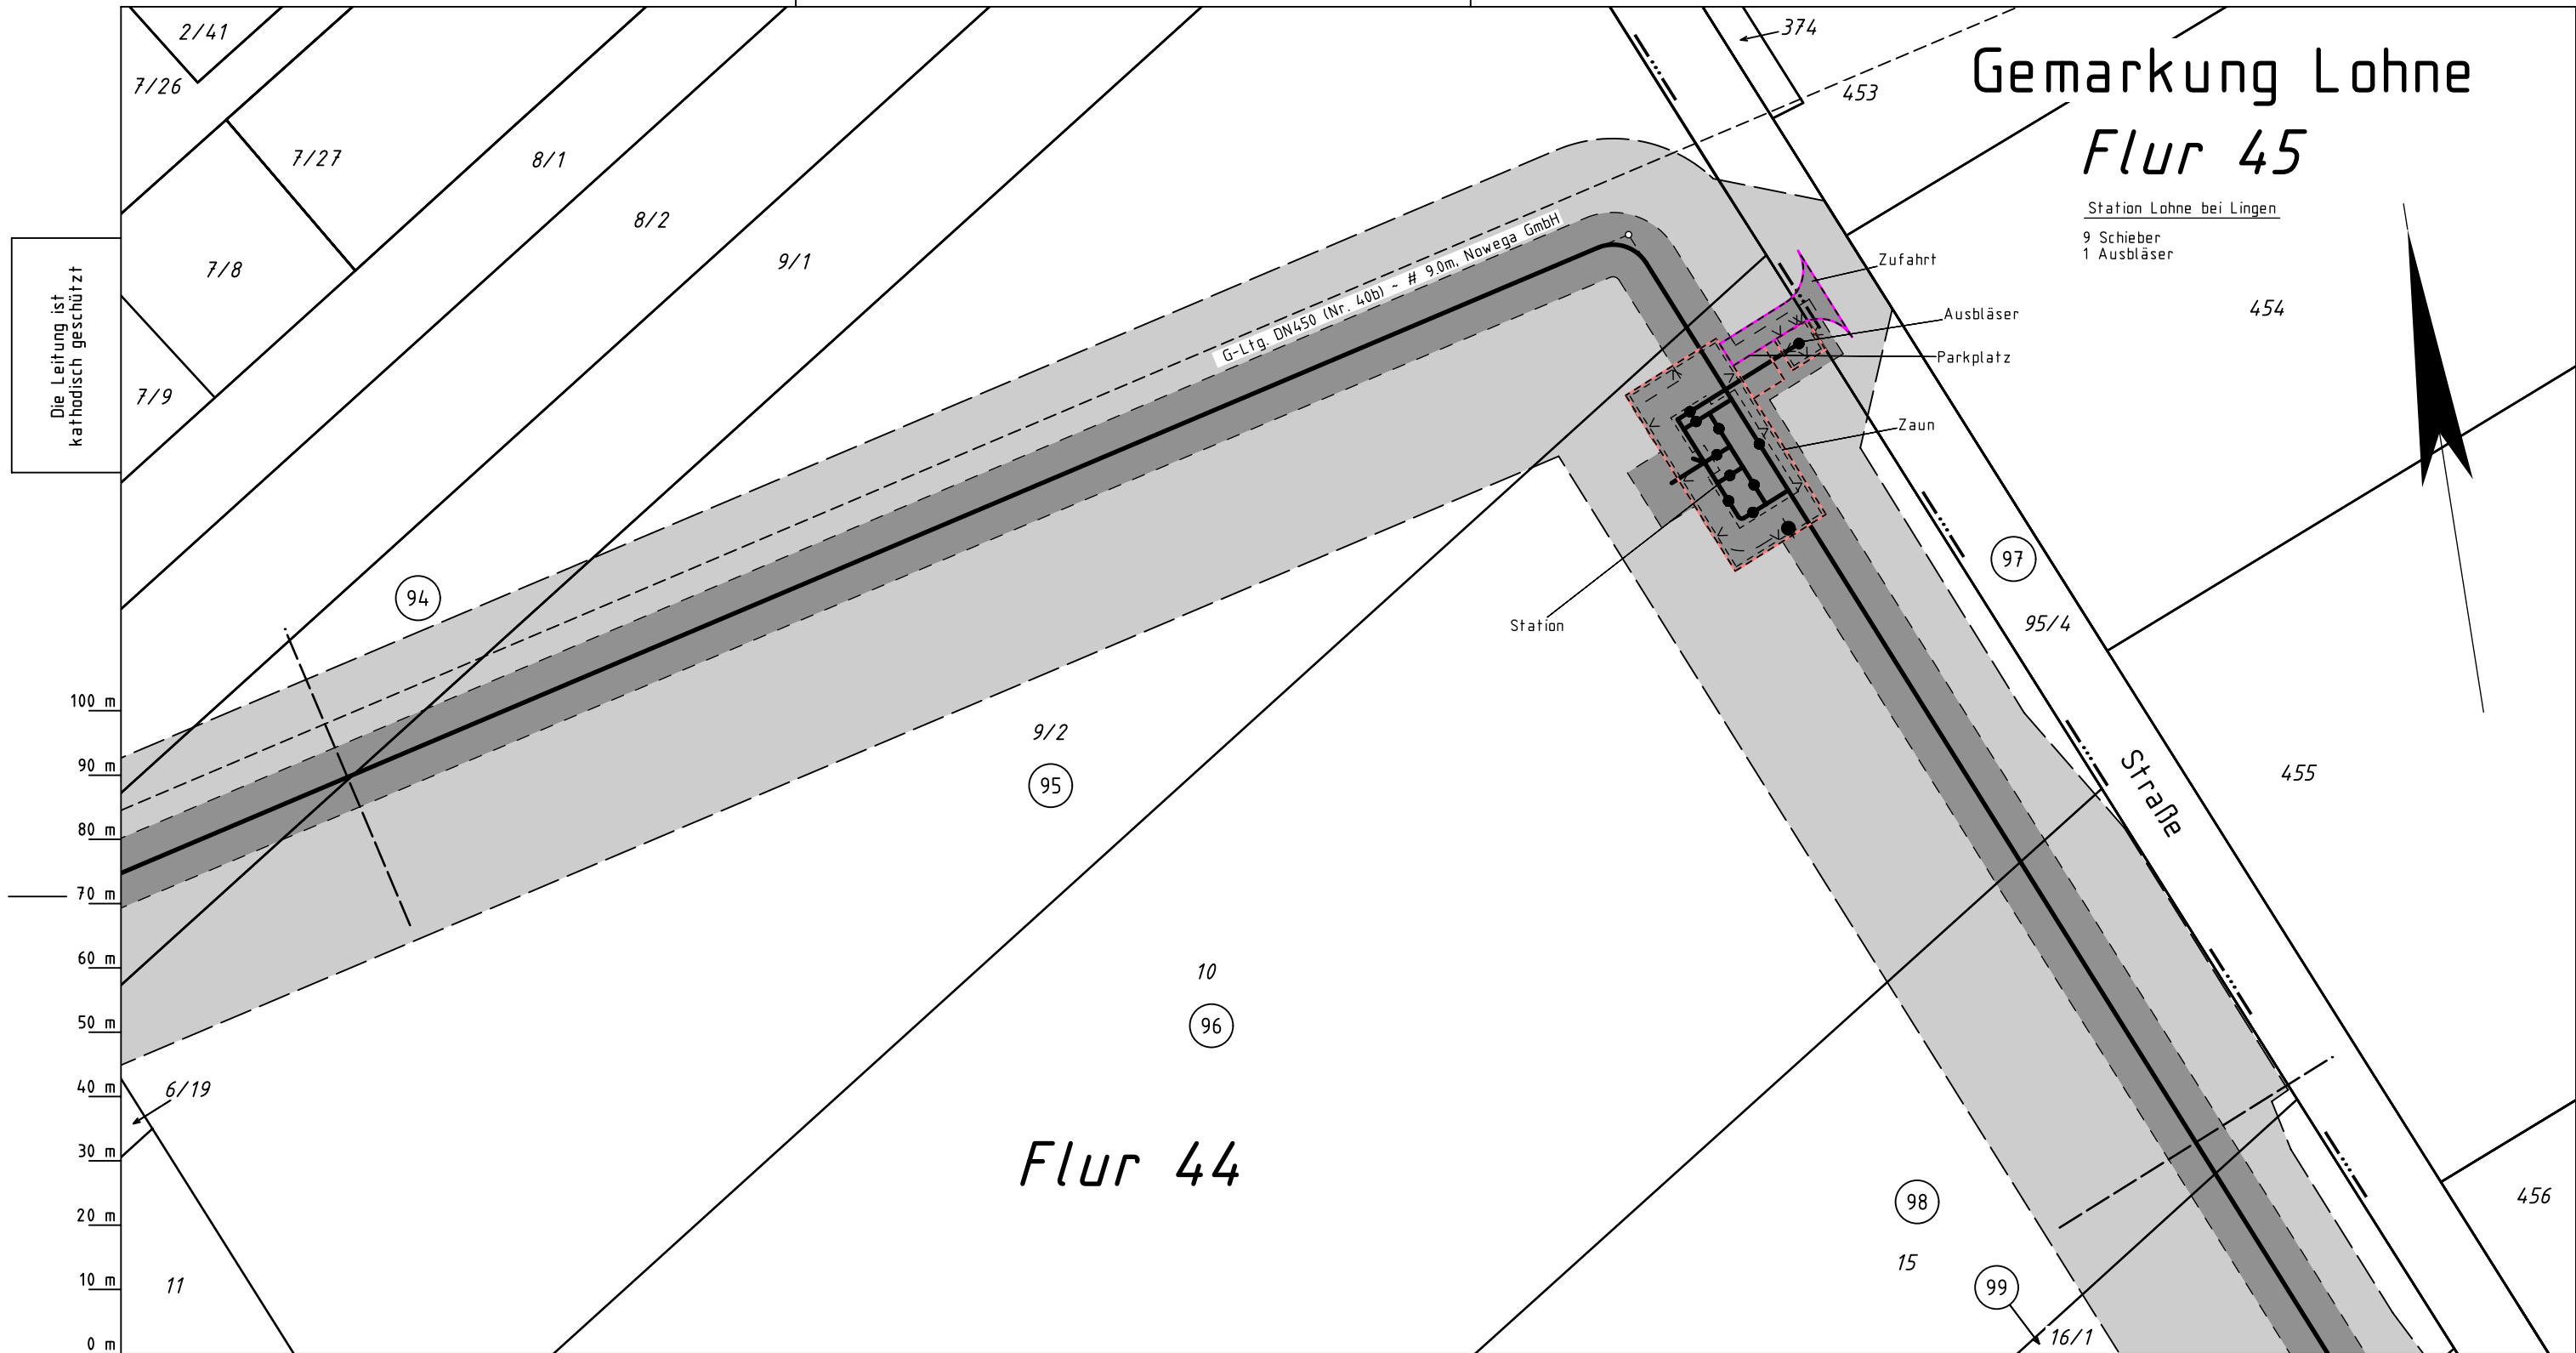 2/41
374
7/26
453
Gemarkung Lohne
Flur 45
7/27
8/1
8/2
9/1
7/8
7/9
Station Lohne bei Lingen
9 Schieber
1 Ausbläser
454
Zufahrt
Ausbläser
Parkplatz
Zaun
G-Ltg. DN450 (Nr. 40b) ~ # 9.0m, Nowega GmbH
Die Leitung ist
kathodisch geschützt
94
97
95/4
Station
9/2
95
Straße
455
10
96
6/19
Flur 44
98
456
15
11
99
16/1
100 m
90 m
80 m
70 m
60 m
50 m
40 m
30 m
20 m
10 m
0 m